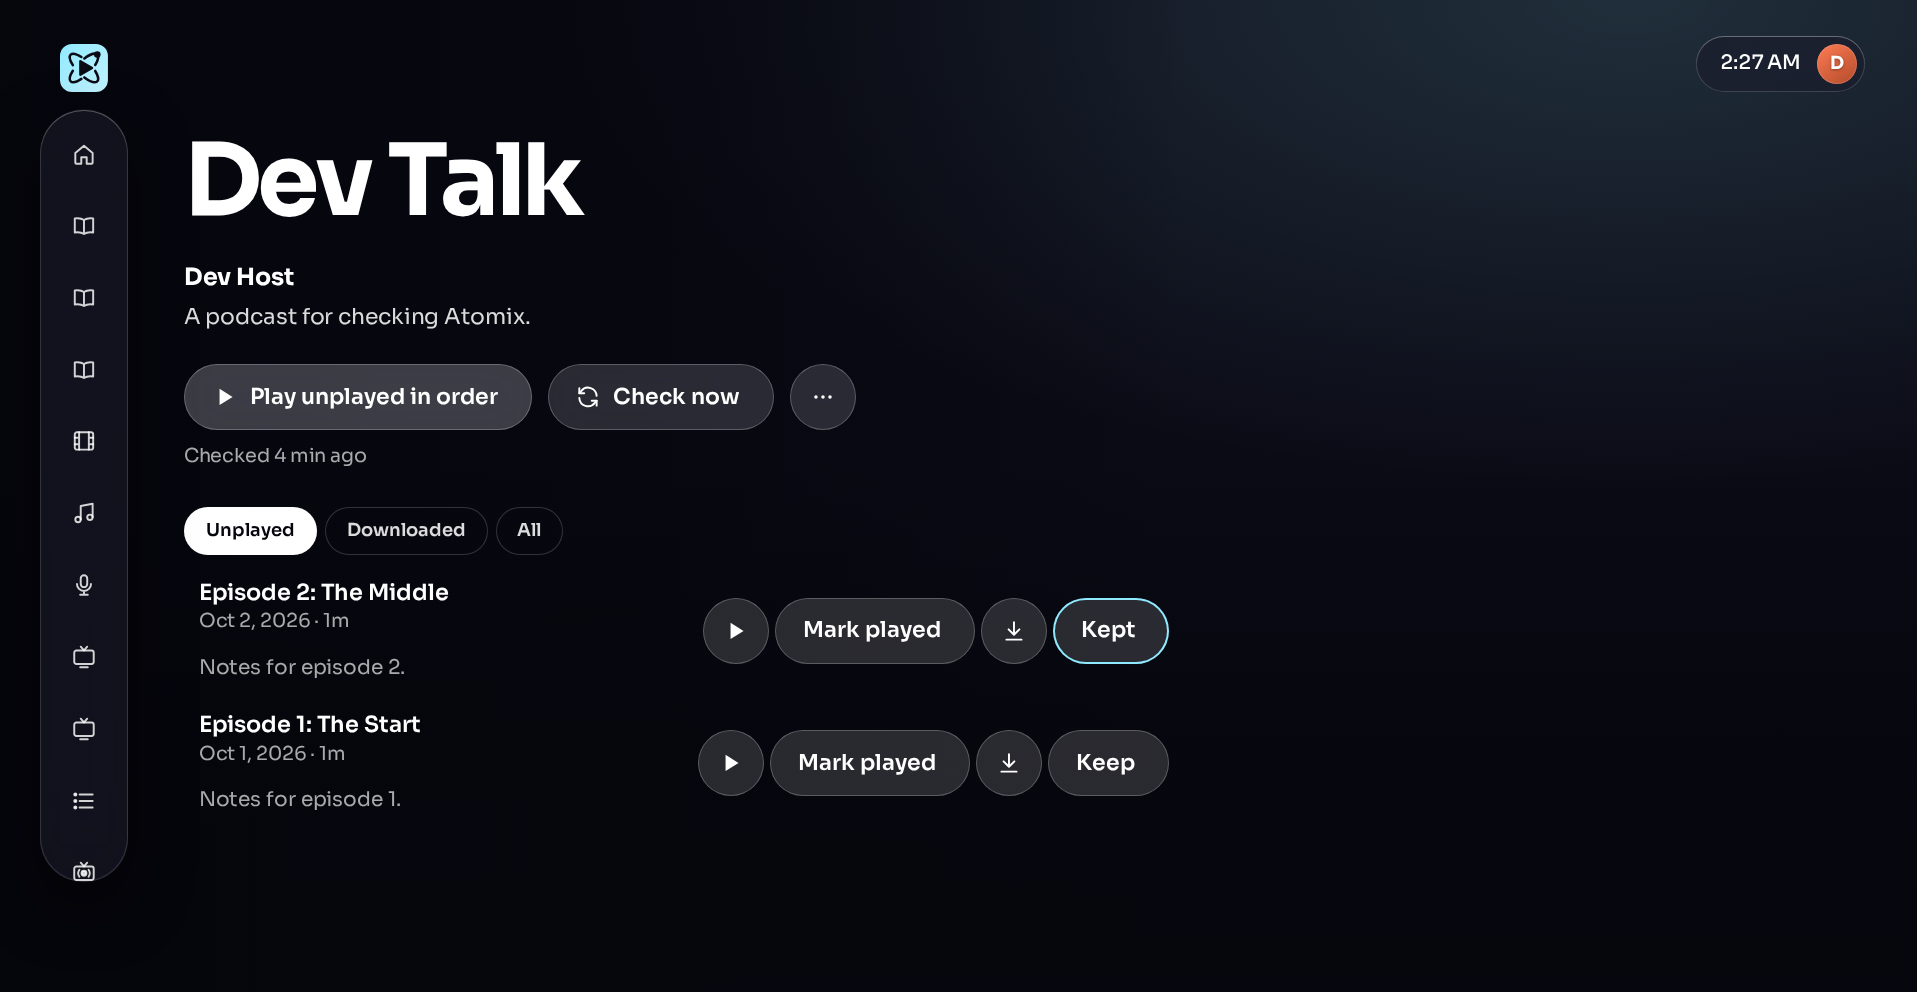 2:27 AM
D
Dev Talk
Dev Host
A podcast for checking Atomix.
Play unplayed in order
Check now
Checked 4 min ago
Unplayed
Downloaded
All
Episode 2: The Middle
Oct 2, 2026 · 1m
Notes for episode 2.
Mark played
Kept
Episode 1: The Start
Oct 1, 2026 · 1m
Notes for episode 1.
Mark played
Keep